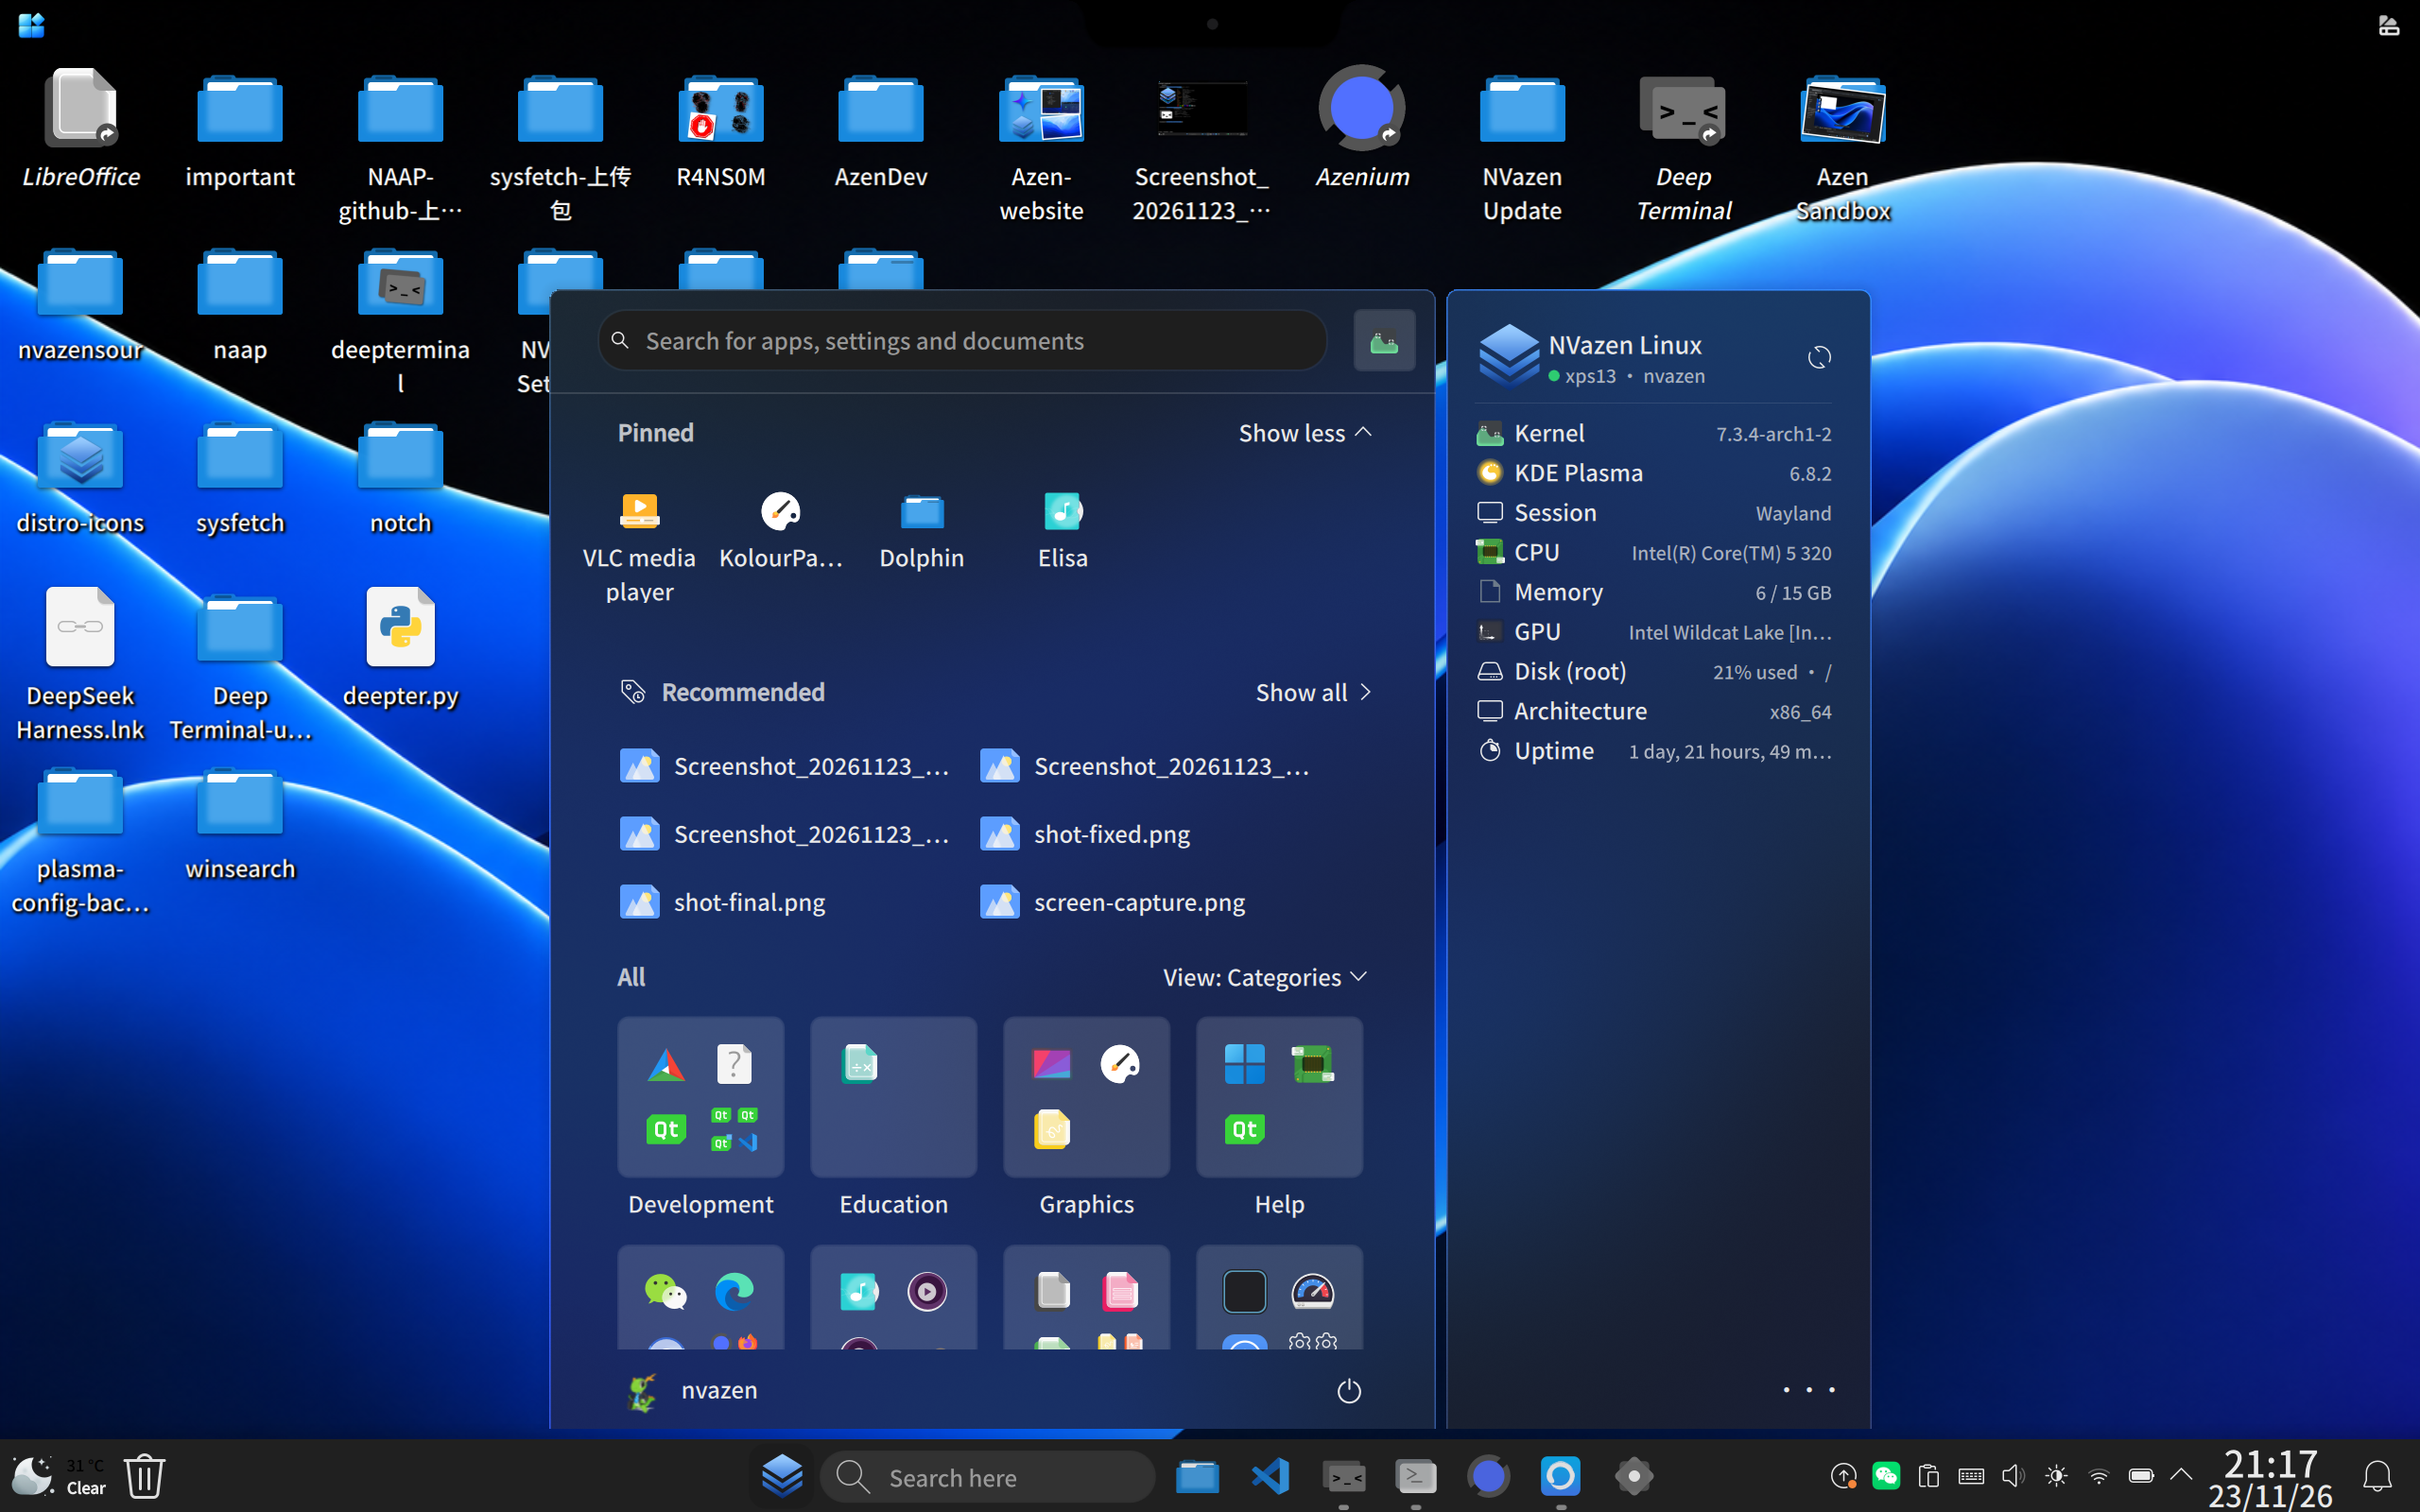 LibreOffice
important
NAAP-
github-上…
sysfetch-上传
包
R4NS0M
AzenDev
Azen-
website
Screenshot_
20261123_…
Azenium
NVazen
Update
Deep
Terminal
Azen
Sandbox
nvazensour
naap
deeptermina
l
NV
Set
distro-icons
sysfetch
notch
DeepSeek
Harness.lnk
Deep
Terminal-u…
deepter.py
plasma-
config-bac…
winsearch
Search for apps, settings and documents
Pinned
Show less
VLC media
player
KolourPa…
Dolphin
Elisa
Recommended
Show all
Screenshot_20261123_…
Screenshot_20261123_…
Screenshot_20261123_…
shot-fixed.png
shot-final.png
screen-capture.png
All
View: Categories
Qt
Qt Qt
Qt
Qt
Development
Education
Graphics
Help
nvazen
NVazen Linux
xps13 • nvazen
Kernel 7.3.4-arch1-2
KDE Plasma 6.8.2
Session Wayland
CPU Intel(R) Core(TM) 5 320
Memory 6 / 15 GB
GPU Intel Wildcat Lake [In…
Disk (root) 21% used • /
Architecture x86_64
Uptime 1 day, 21 hours, 49 m…
31 °C
Clear
Search here
21:17
23/11/26